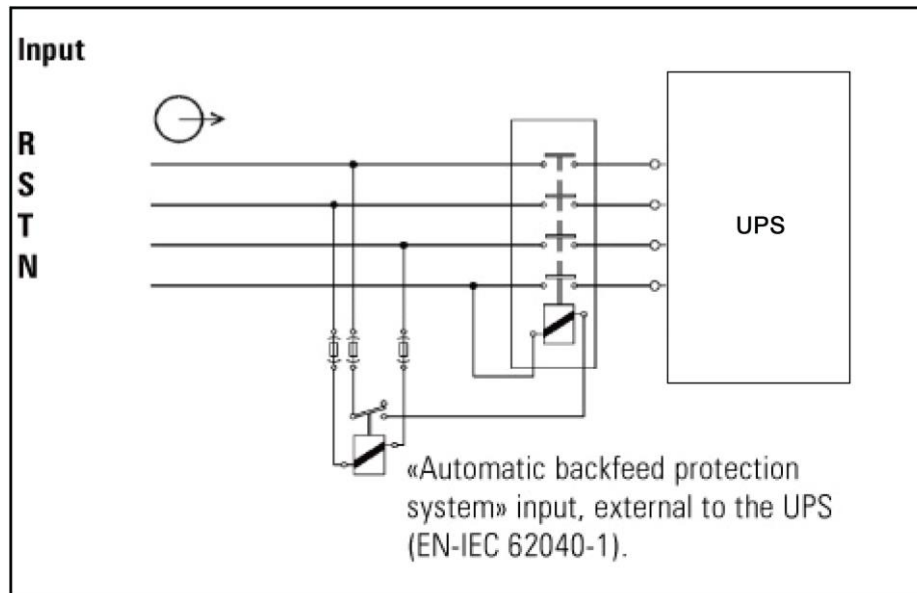 Input
R
S
T
N
UPS
«Automatic backfeed protection
system» input, external to the UPS
(EN-IEC 62040-1).